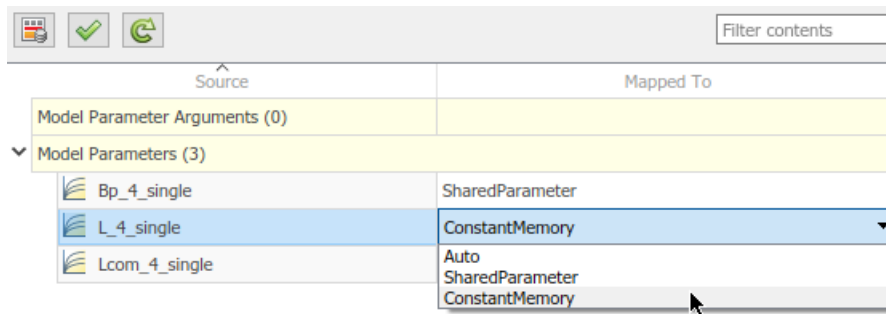 Filter contents
Source Mapped To
Model Parameter Arguments (0)
Model Parameters (3)
Bp_4_single SharedParameter
L_4_single ConstantMemory
Auto
Lcom_4_single SharedParameter
ConstantMemory